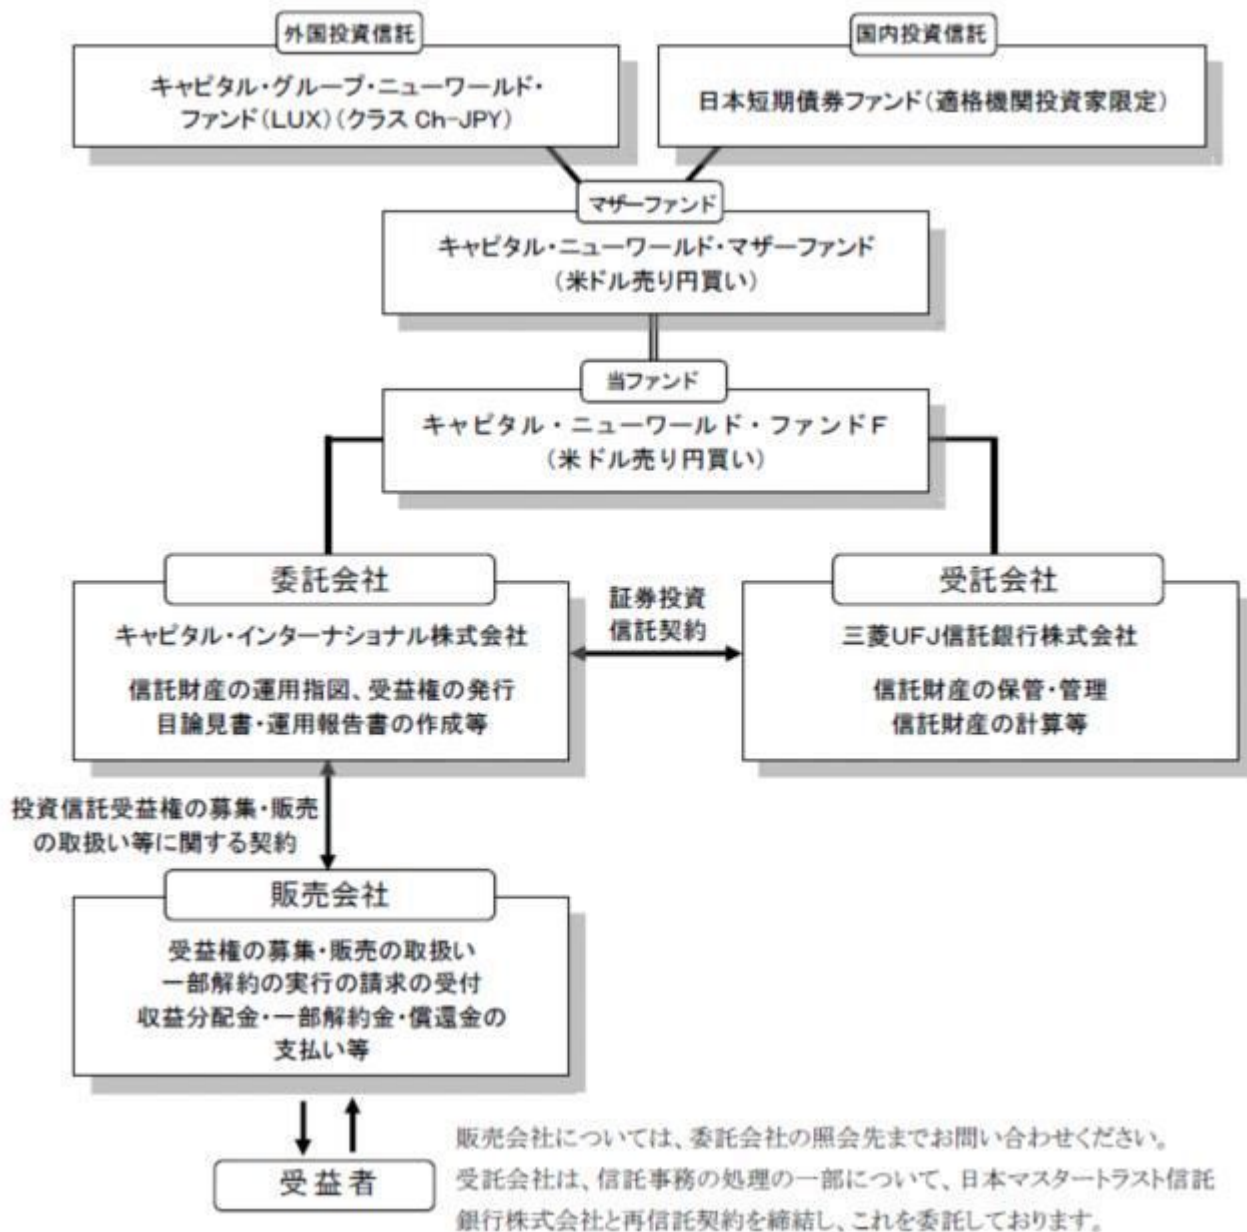 外国投資信託
キャピタル・グループ・ニューワールド・
ファンド(LUX)(クラス Ch-JPY)
国内投資信託
日本短期債券ファンド(適格機関投資家限定)
マザーファンド
キャピタル・ニューワールド・マザーファンド
(米ドル売り円買い)
当ファンド
キャピタル・ニューワールド・ファンドF
(米ドル売り円買い)
委託会社
キャピタル・インターナショナル株式会社
信託財産の運用指図、受益権の発行
目論見書・運用報告書の作成等
証券投資
信託契約
受託会社
三菱UFJ信託銀行株式会社
信託財産の保管・管理
信託財産の計算等
投資信託受益権の募集・販売
の取扱い等に関する契約
販売会社
受益権の募集・販売の取扱い
一部解約の実行の請求の受付
収益分配金・一部解約金・償還金の
支払い等
受益者
販売会社については、委託会社の照会先までお問い合わせください。
受託会社は、信託事務の処理の一部について、日本マスタートラスト信託
銀行株式会社と再信託契約を締結し、これを委託しております。